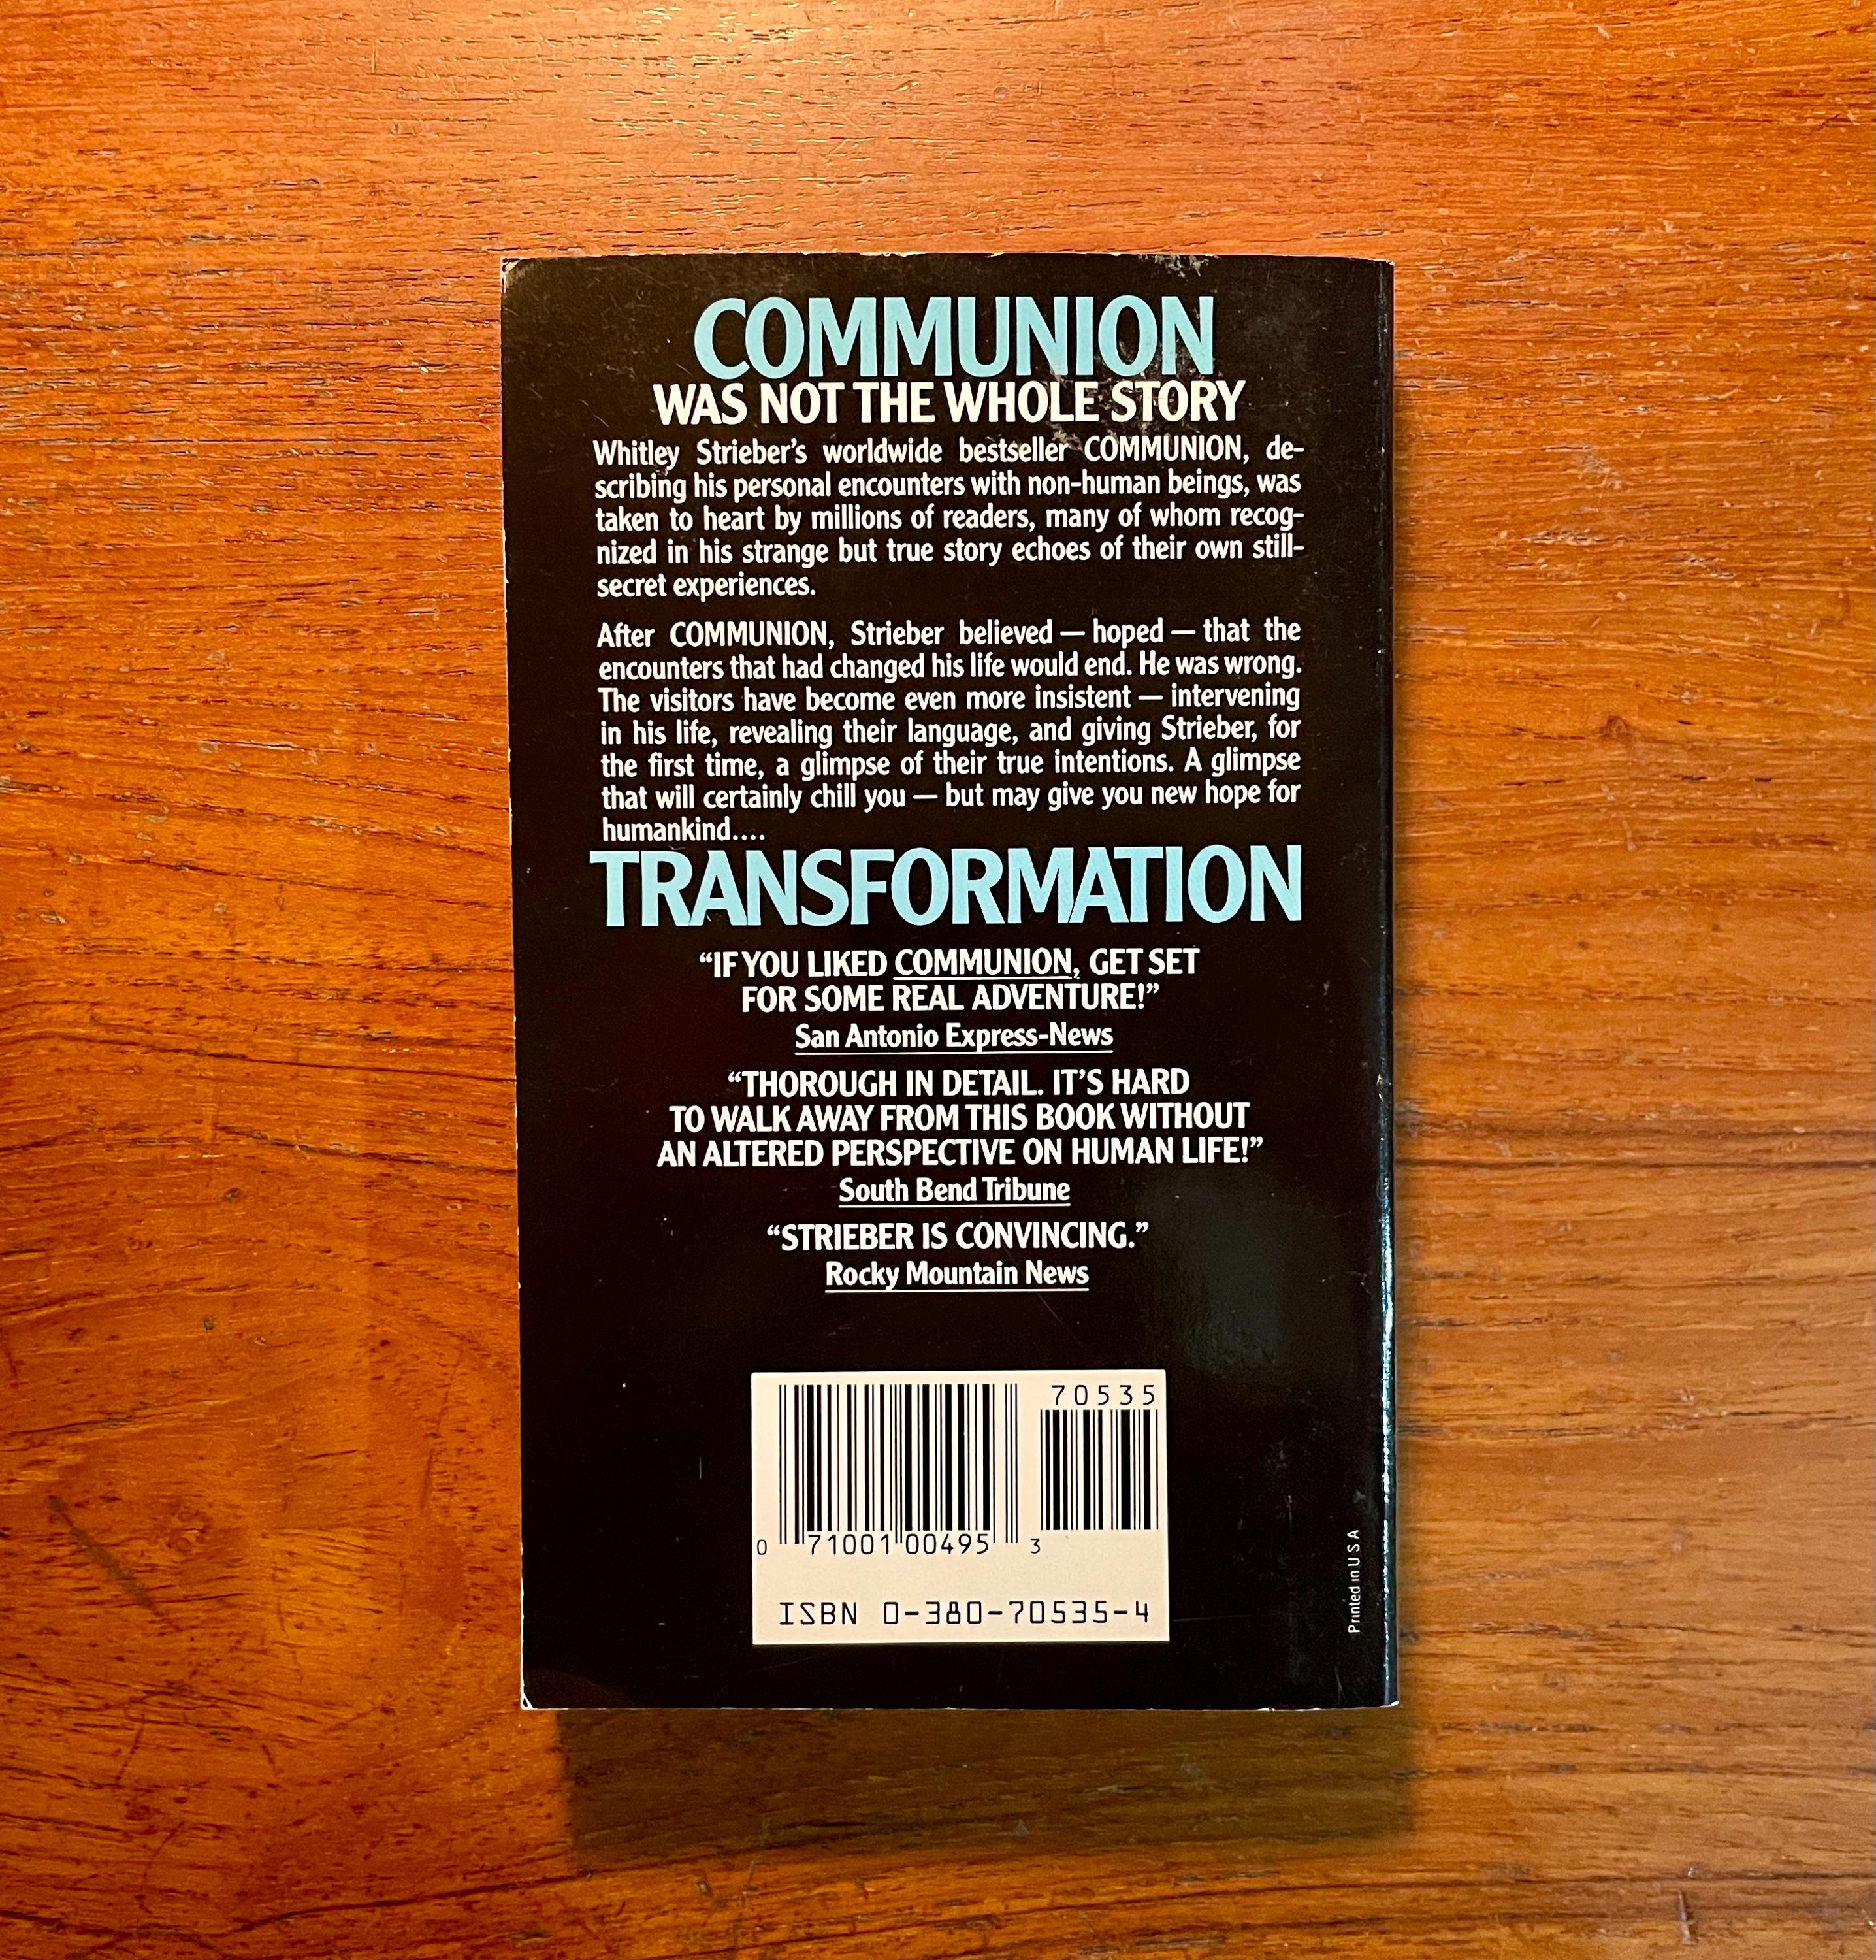 COMMUNION
WAS NOT THE WHOLE STORY
Whitley Strieber's worldwide bestseller COMMUNION, de-
scribing his personal encounters with non-human beings, was
taken to heart by millions of readers, many of whom recog-
nized in his strange but true story echoes of their own still-
secret experiences.
After COMMUNION, Strieber believed — hoped — that the
encounters that had changed his life would end. He was wrong.
The visitors have become even more insistent — intervening
in his life, revealing their language, and giving Strieber, for
the first time, a glimpse of their true intentions. A glimpse
that will certainly chill you — but may give you new hope for
humankind....
TRANSFORMATION
“IF YOU LIKED COMMUNION, GET SET
FOR SOME REAL ADVENTURE!”
San Antonio Express-News
“THOROUGH IN DETAIL. IT'S HARD
TO WALK AWAY FROM THIS BOOK WITHOUT
AN ALTERED PERSPECTIVE ON HUMAN LIFE!”
South Bend Tribune
“STRIEBER IS CONVINCING.”
Rocky Mountain News
70535
0 71001 00495 3
ISBN 0-380-70535-4
Printed in U S A